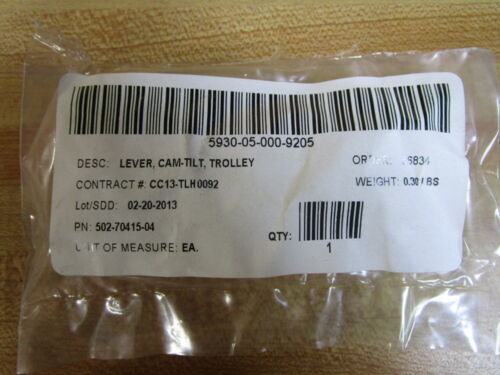 5930-05-000-9205
DESC: LEVER, CAM-TILT, TROLLEY
CONTRACT #: CC13-TLH0092
WEIGHT: 0.30 LBS
Lot/SDD: 02-20-2013
PN: 502-70415-04
QTY:
1
UNIT OF MEASURE: EA.